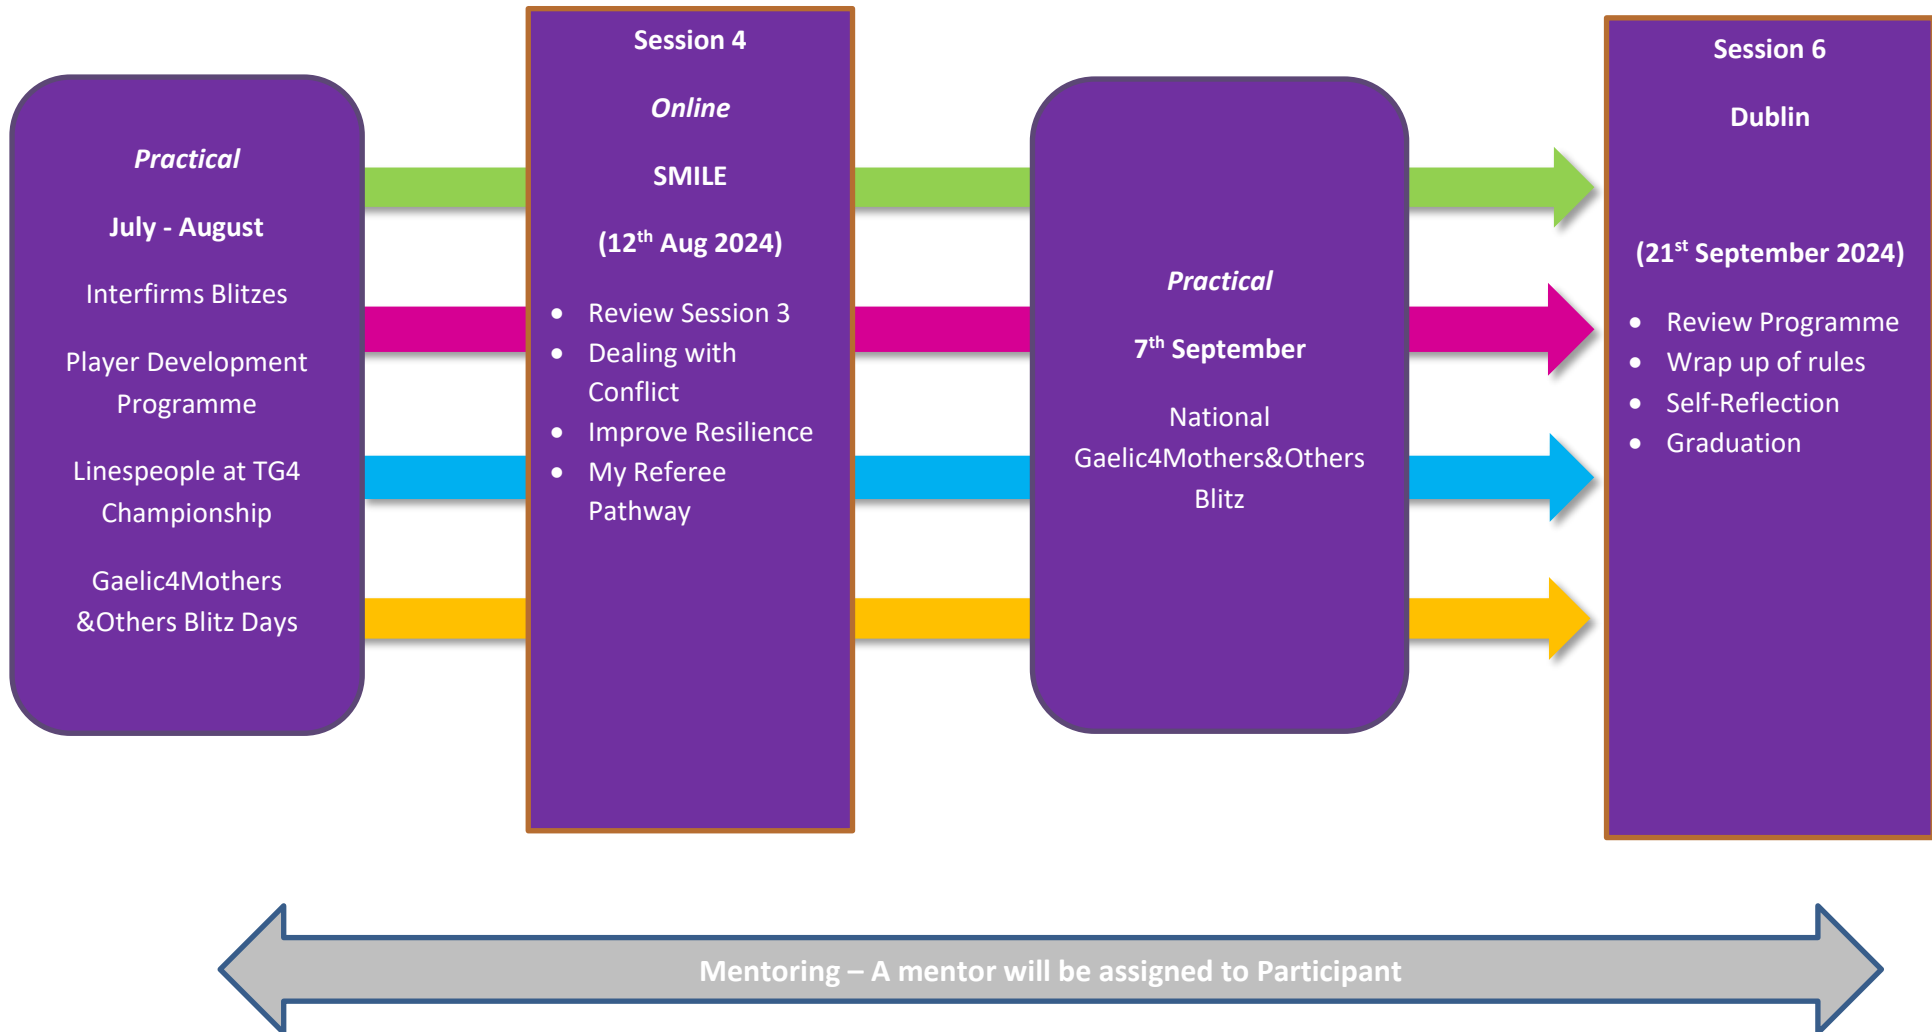 Practical
July - August
Interfirms Blitzes
Player Development
Programme
Linespeople at TG4
Championship
Gaelic4Mothers
&Others Blitz Days
Session 4
Online
SMILE
(12th Aug 2024)
• Review Session 3
• Dealing with
Conflict
• Improve Resilience
• My Referee
Pathway
Practical
7th September
National
Gaelic4Mothers&Others
Blitz
Session 6
Dublin
(21st September 2024)
• Review Programme
• Wrap up of rules
• Self-Reflection
• Graduation
Mentoring – A mentor will be assigned to Participant